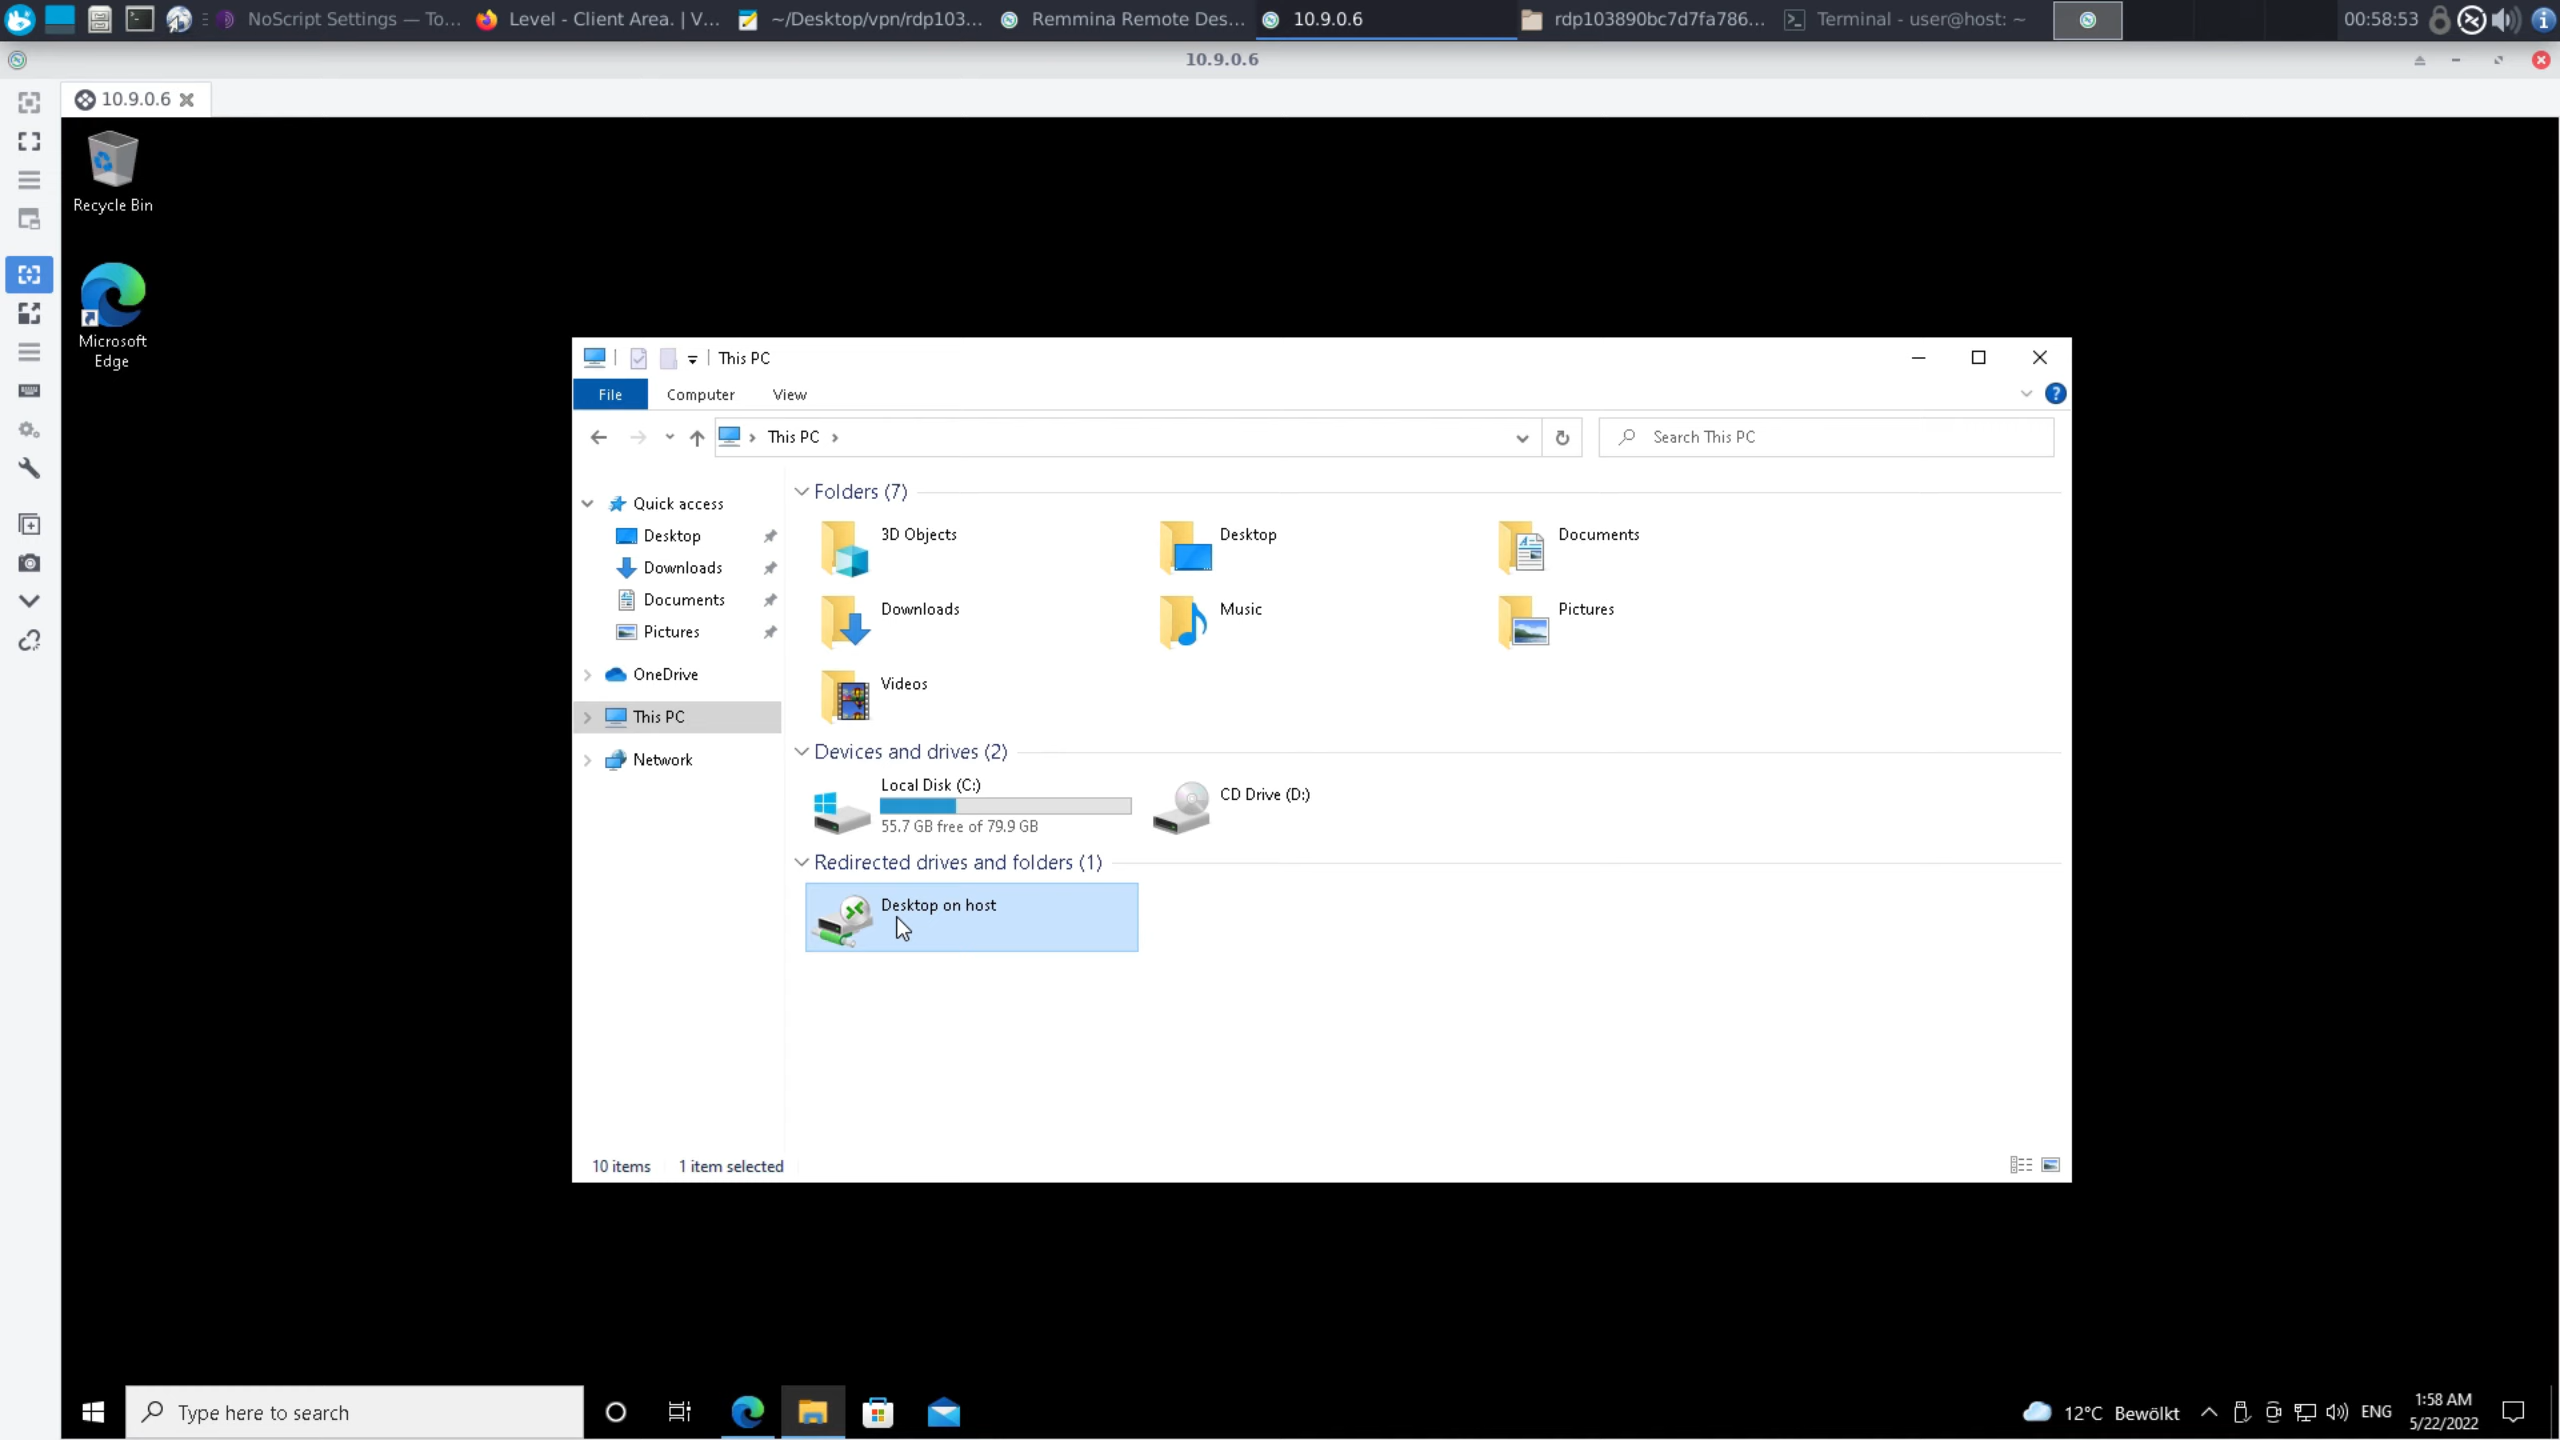 NoScript Settings — To...
Level - Client Area. | V...
~/Desktop/vpn/rdp103...
Remmina Remote Des...
10.9.0.6
rdp103890bc7d7fa786...
Terminal - user@host: ~
00:58:53
10.9.0.6
10.9.0.6
Recycle Bin
Microsoft
Edge
This PC
File
Computer
View
This PC
Search This PC
Quick access
Desktop
Downloads
Documents
Pictures
OneDrive
This PC
Network
Folders (7)
3D Objects
Desktop
Documents
Downloads
Music
Pictures
Videos
Devices and drives (2)
Local Disk (C:)
55.7 GB free of 79.9 GB
CD Drive (D:)
Redirected drives and folders (1)
Desktop on host
10 items
1 item selected
Type here to search
12°C Bewölkt
ENG
1:58 AM
5/22/2022